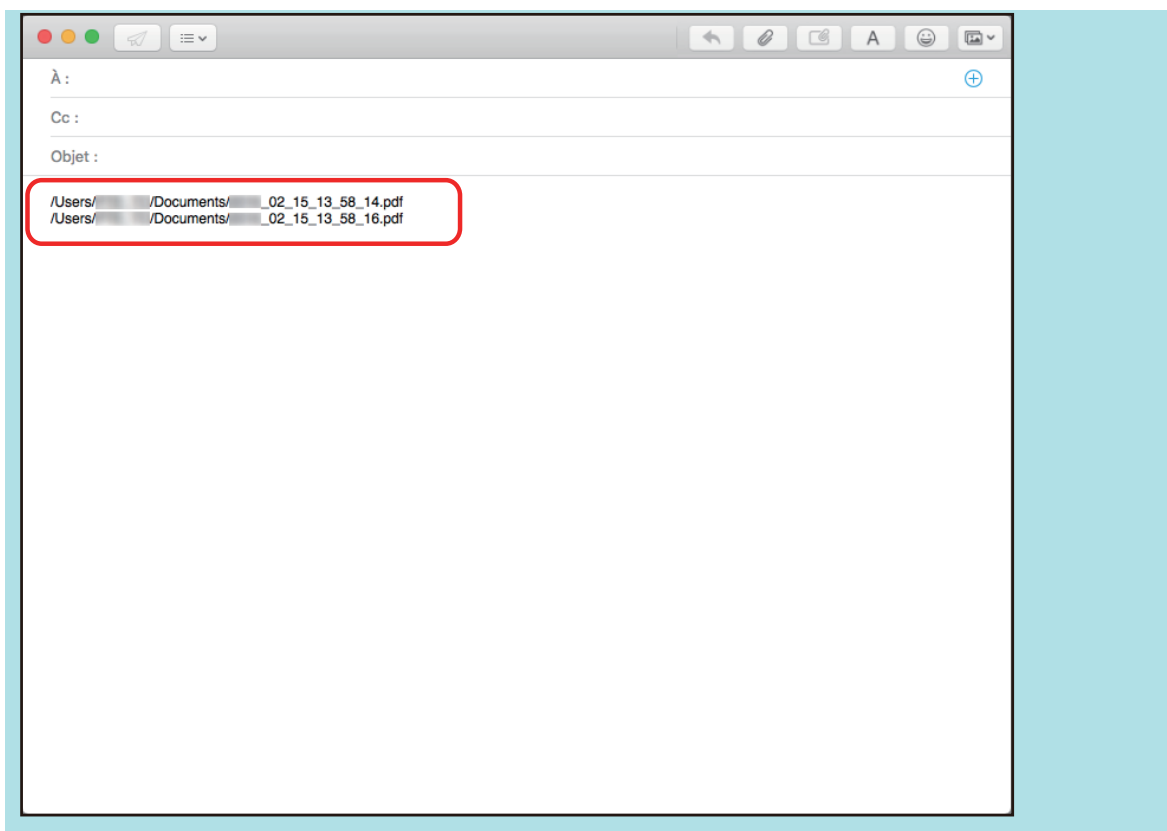 À :
Cc :
Objet :
/Users/ /Documents/ _02_15_13_58_14.pdf
/Users/ /Documents/ _02_15_13_58_16.pdf